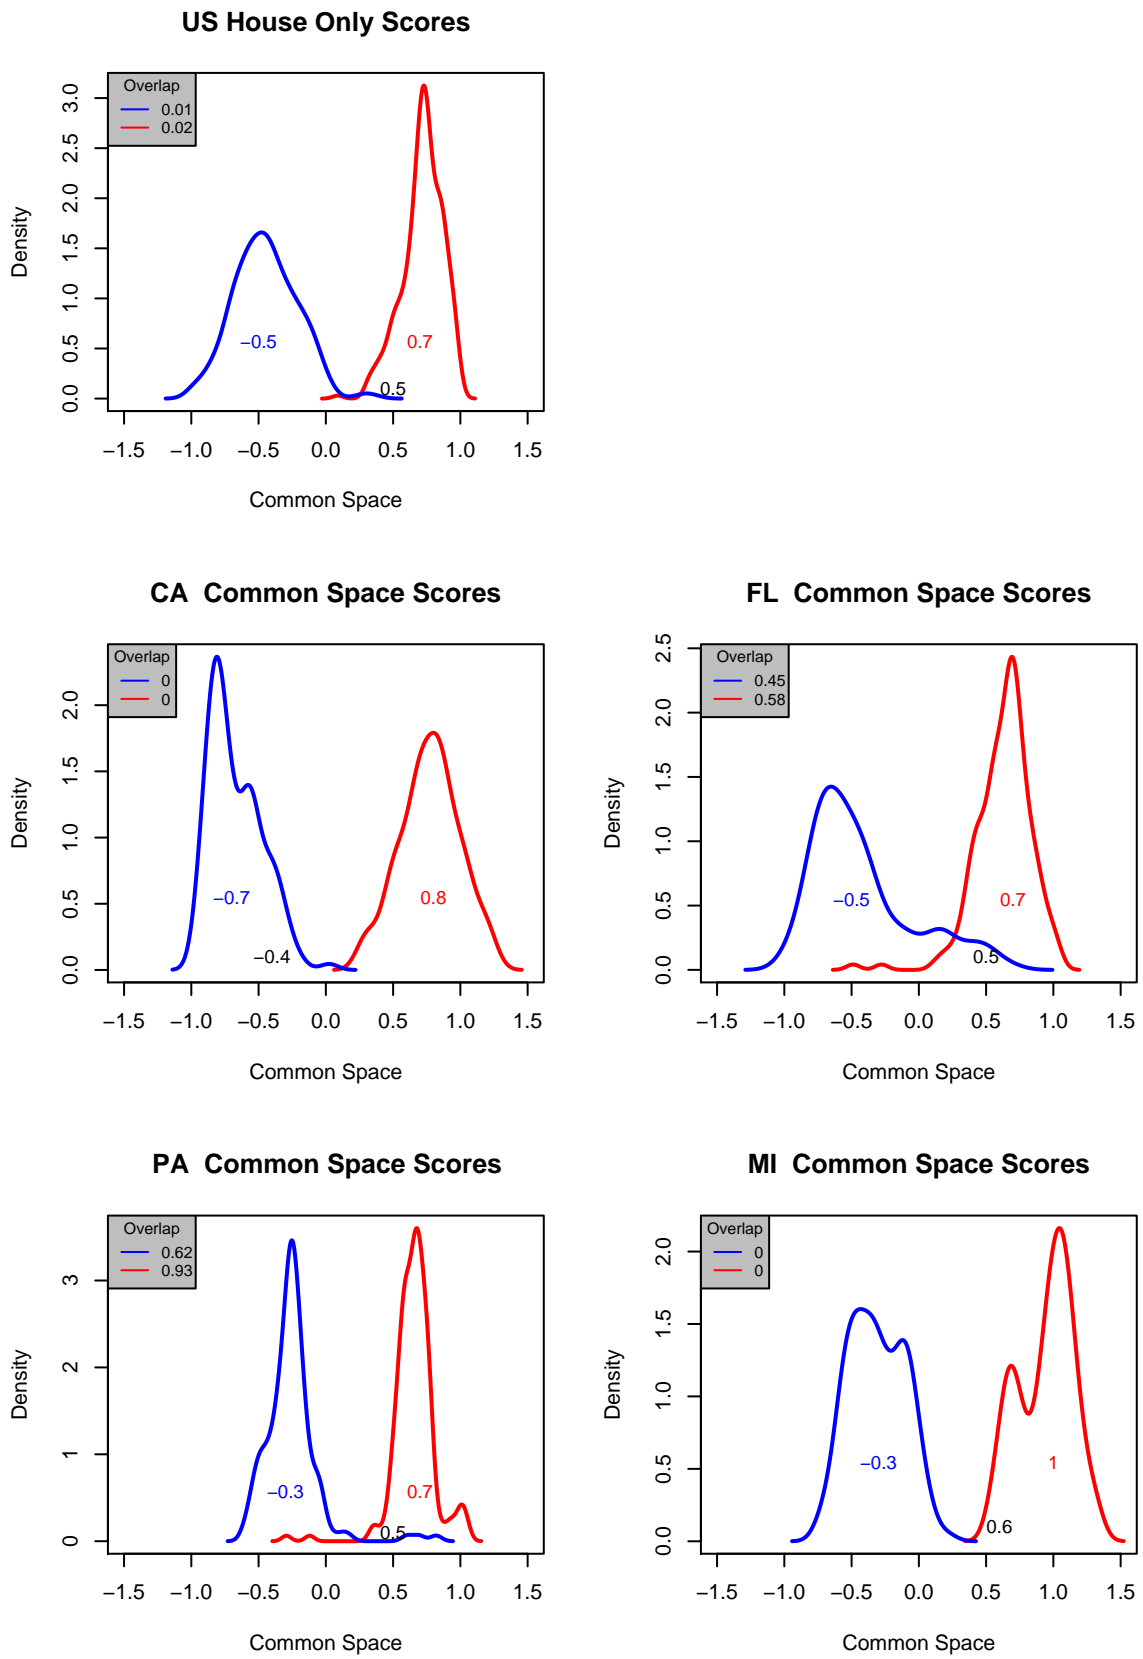 US House Only Scores
Overlap
0.01
0.02
Density
0.0 0.5 1.0 1.5 2.0 2.5 3.0
−0.5
0.7
0.5
−1.5 −1.0 −0.5 0.0 0.5 1.0 1.5
Common Space
CA Common Space Scores
Overlap
0
0
Density
0.0 0.5 1.0 1.5 2.0
−0.7
0.8
−0.4
−1.5 −1.0 −0.5 0.0 0.5 1.0 1.5
Common Space
FL Common Space Scores
Overlap
0.45
0.58
Density
0.0 0.5 1.0 1.5 2.0 2.5
−0.5
0.7
0.5
−1.5 −1.0 −0.5 0.0 0.5 1.0 1.5
Common Space
PA Common Space Scores
Overlap
0.62
0.93
Density
0 1 2 3
−0.3
0.7
0.5
−1.5 −1.0 −0.5 0.0 0.5 1.0 1.5
Common Space
MI Common Space Scores
Overlap
0
0
Density
0.0 0.5 1.0 1.5 2.0
−0.3
1
0.6
−1.5 −1.0 −0.5 0.0 0.5 1.0 1.5
Common Space